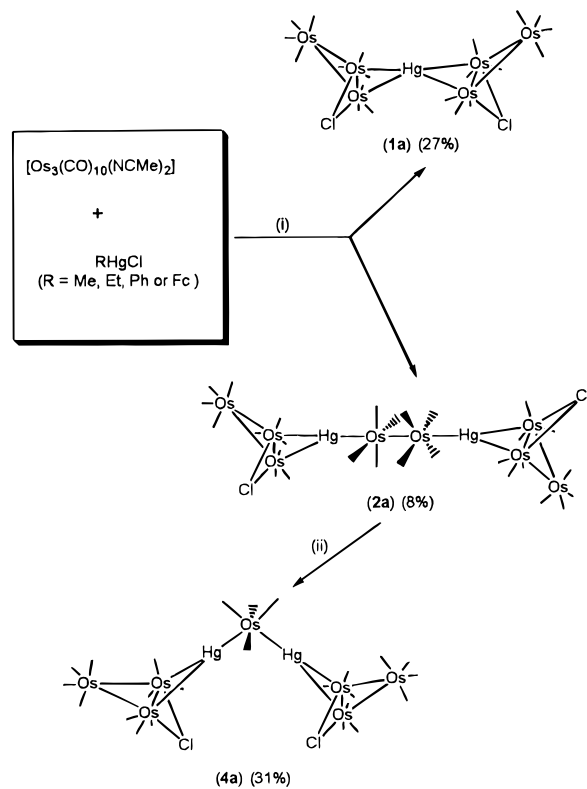 Os Os
Os Hg Os
Os Os
Cl Cl
(1a) (27%)
[Os3(CO)10(NCMe)2]
+
(i)
RHgCl
(R = Me, Et, Ph or Fc )
C
Os
Os Hg Os Os Hg Os
Os Os
Cl Os
(2a) (8%)
(ii)
Os
Hg Hg
Os Os Os Os
Os Os
Cl Cl
(4a) (31%)